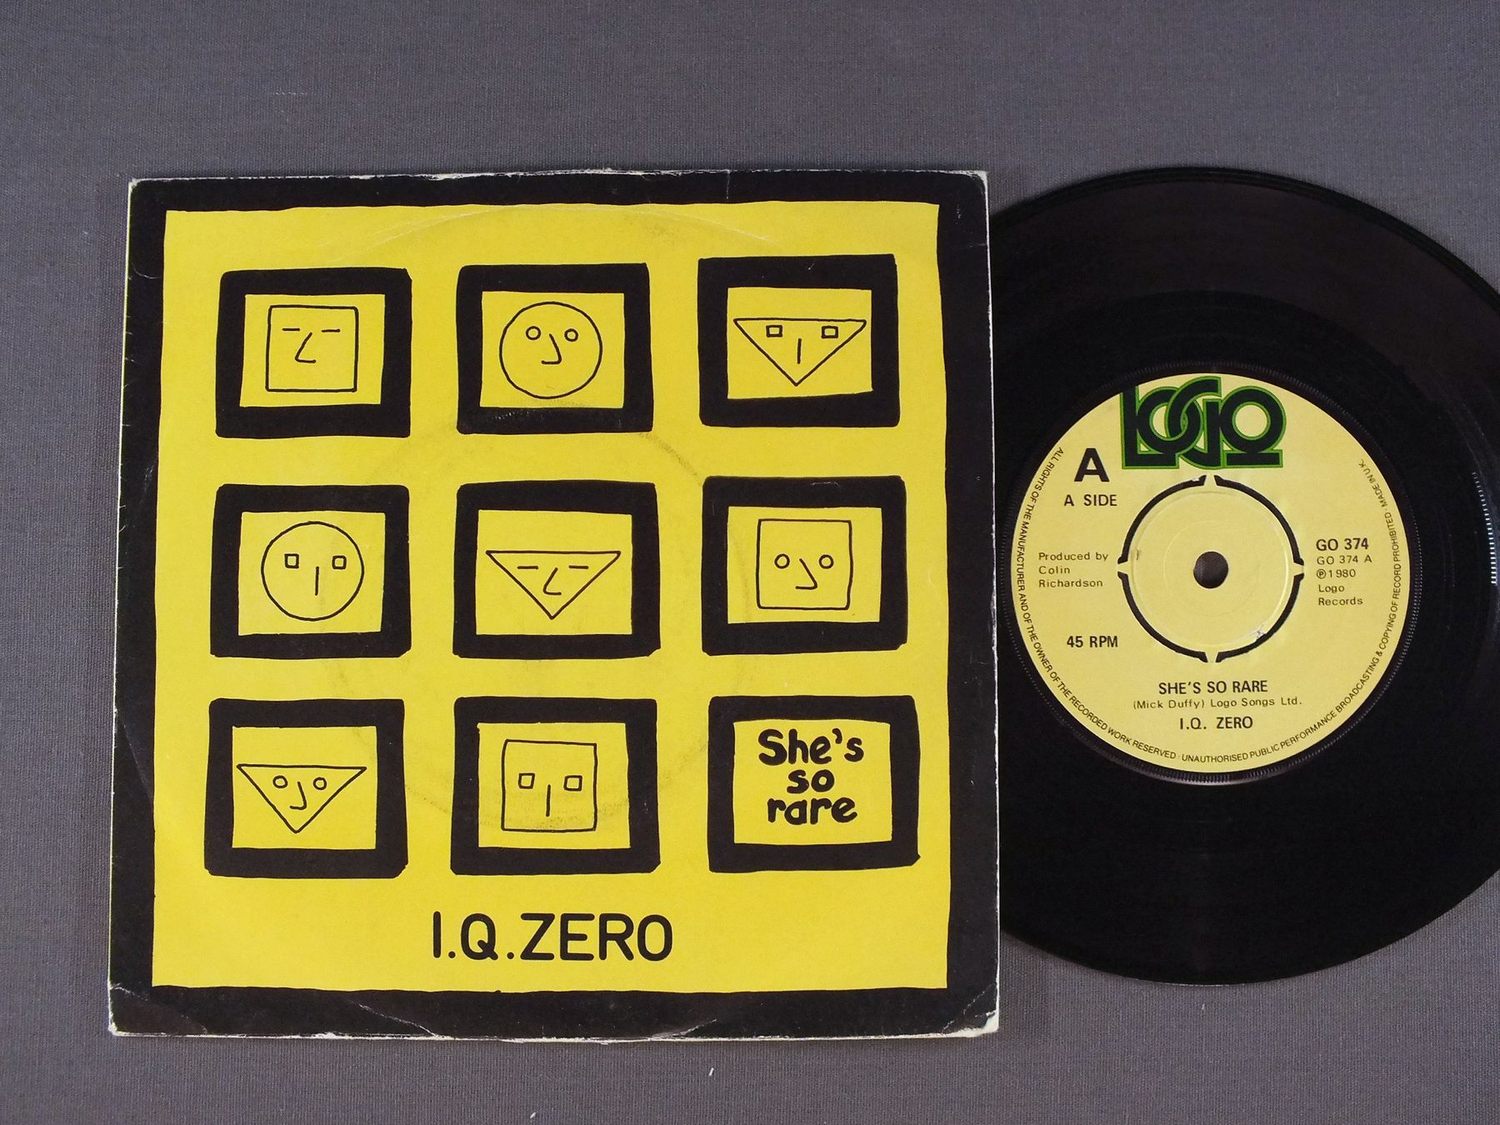 She's
so
rare
I.Q.ZERO
LOGO
A
A SIDE
Produced by
Colin
Richardson
45 RPM
GO 374
GO 374 A
℗1980
Logo
Records
SHE'S SO RARE
(Mick Duffy) Logo Songs Ltd.
I.Q. ZERO
ALL RIGHTS OF THE MANUFACTURER AND OF THE OWNER OF THE RECORDED WORK RESERVED · UNAUTHORISED PUBLIC PERFORMANCE BROADCASTING & COPYING OF RECORD PROHIBITED MADE IN U.K.